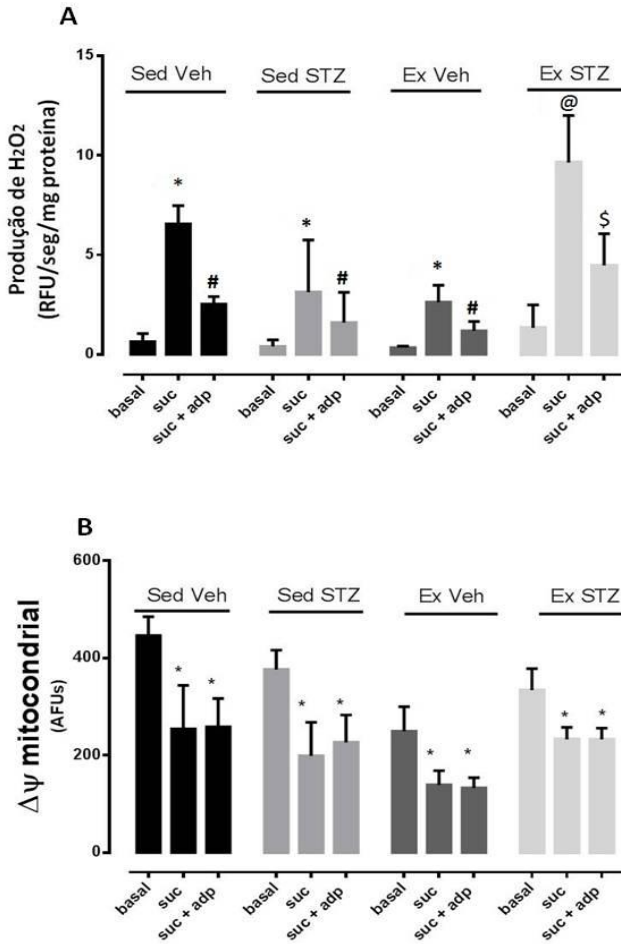 A
15
Sed Veh Sed STZ Ex Veh Ex STZ
@
10
Produção de H2O2
(RFU/seg/mg proteína)
*
$
5
* # * #
#
0
basal suc suc + adp basal suc suc + adp basal suc suc + adp basal suc suc + adp
B
600
Sed Veh Sed STZ Ex Veh Ex STZ
400
Δψ mitocondrial
(AFUs)
* * * * * * * *
200
0
basal suc suc + adp basal suc suc + adp basal suc suc + adp basal suc suc + adp